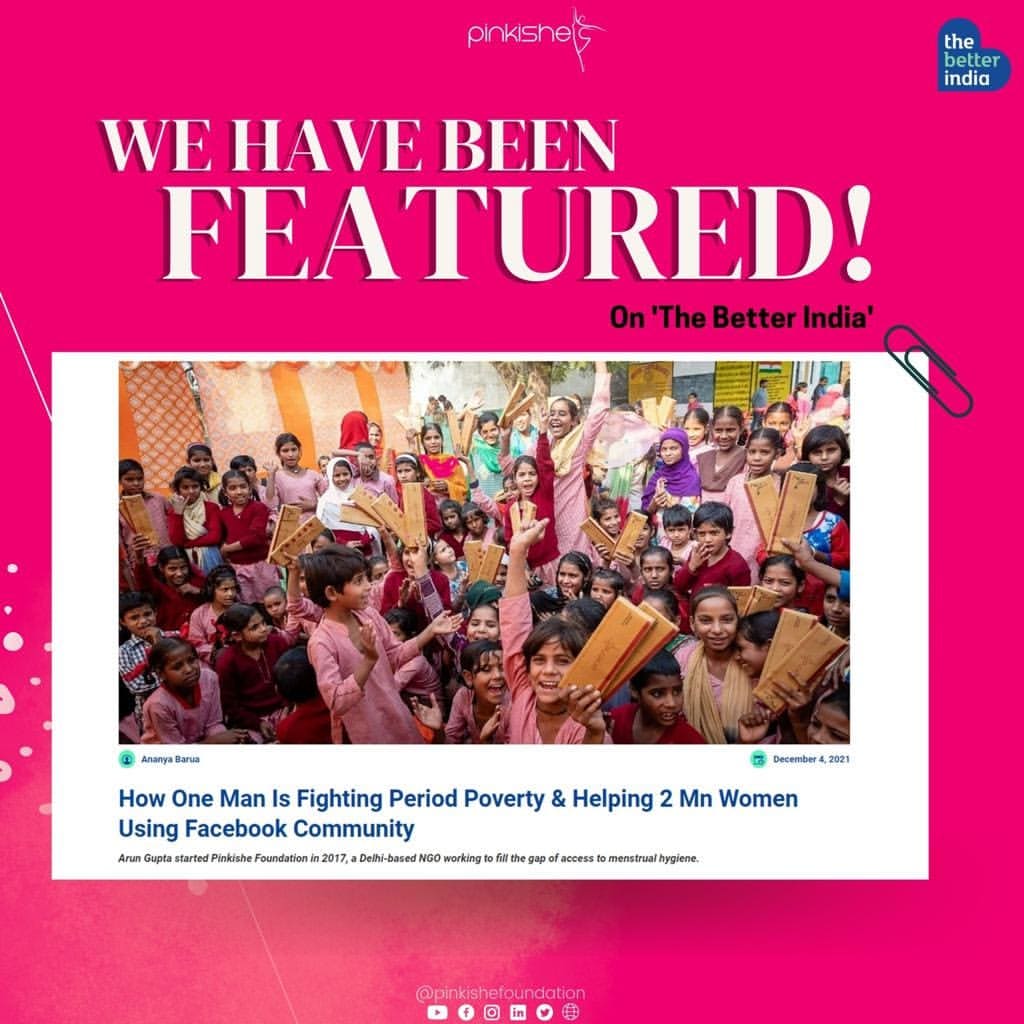 pinkishe
the
better
india
WE HAVE BEEN
FEATURED!
On 'The Better India'
Ananya Barua
December 4, 2021
How One Man Is Fighting Period Poverty & Helping 2 Mn Women
Using Facebook Community
Arun Gupta started Pinkishe Foundation in 2017, a Delhi-based NGO working to fill the gap of access to menstrual hygiene.
@pinkishefoundation